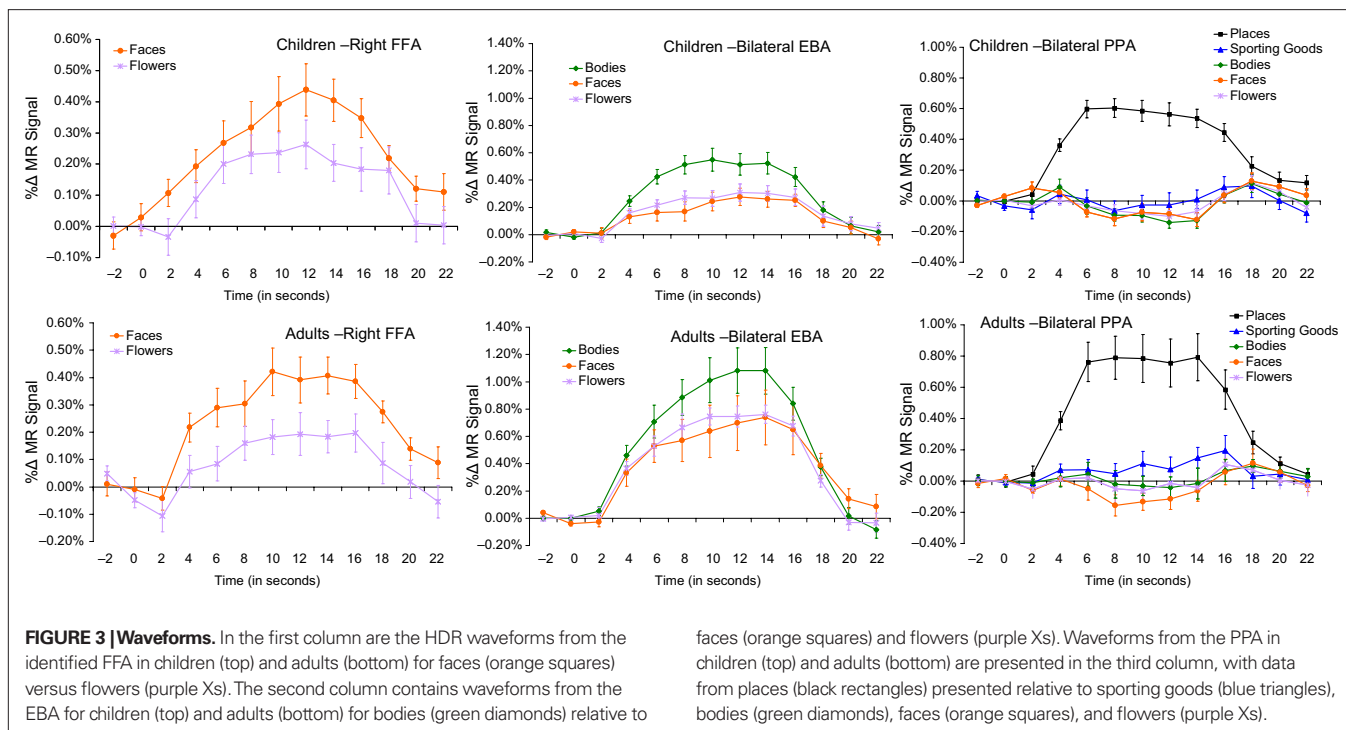 Children –Right FFA
Faces
Flowers
%Δ MR Signal
0.60%
0.50%
0.40%
0.30%
0.20%
0.10%
0.00%
–0.10%
–2 0 2 4 6 8 10 12 14 16 18 20 22
Time (in seconds)
Children –Bilateral EBA
Bodies
Faces
Flowers
%Δ MR Signal
1.40%
1.20%
1.00%
0.80%
0.60%
0.40%
0.20%
0.00%
–0.20%
–2 0 2 4 6 8 10 12 14 16 18 20 22
Time (in seconds)
Children –Bilateral PPA
Places
Sporting Goods
Bodies
Faces
Flowers
%Δ MR Signal
1.00%
0.80%
0.60%
0.40%
0.20%
0.00%
–0.20%
–0.40%
–2 0 2 4 6 8 10 12 14 16 18 20 22
Time (in seconds)
Adults –Right FFA
Faces
Flowers
%Δ MR Signal
0.60%
0.50%
0.40%
0.30%
0.20%
0.10%
0.00%
–0.10%
–0.20%
–2 0 2 4 6 8 10 12 14 16 18 20 22
Time (in seconds)
Adults –Bilateral EBA
Bodies
Faces
Flowers
%Δ MR Signal
1.40%
1.20%
1.00%
0.80%
0.60%
0.40%
0.20%
0.00%
–0.20%
–2 0 2 4 6 8 10 12 14 16 18 20 22
Time (in seconds)
Adults –Bilateral PPA
Places
Sporting Goods
Bodies
Faces
Flowers
%Δ MR Signal
1.00%
0.80%
0.60%
0.40%
0.20%
0.00%
–0.20%
–0.40%
–2 0 2 4 6 8 10 12 14 16 18 20 22
Time (in seconds)
FIGURE 3 | Waveforms. In the first column are the HDR waveforms from the
identified FFA in children (top) and adults (bottom) for faces (orange squares)
versus flowers (purple Xs). The second column contains waveforms from the
EBA for children (top) and adults (bottom) for bodies (green diamonds) relative to
faces (orange squares) and flowers (purple Xs). Waveforms from the PPA in
children (top) and adults (bottom) are presented in the third column, with data
from places (black rectangles) presented relative to sporting goods (blue triangles),
bodies (green diamonds), faces (orange squares), and flowers (purple Xs).